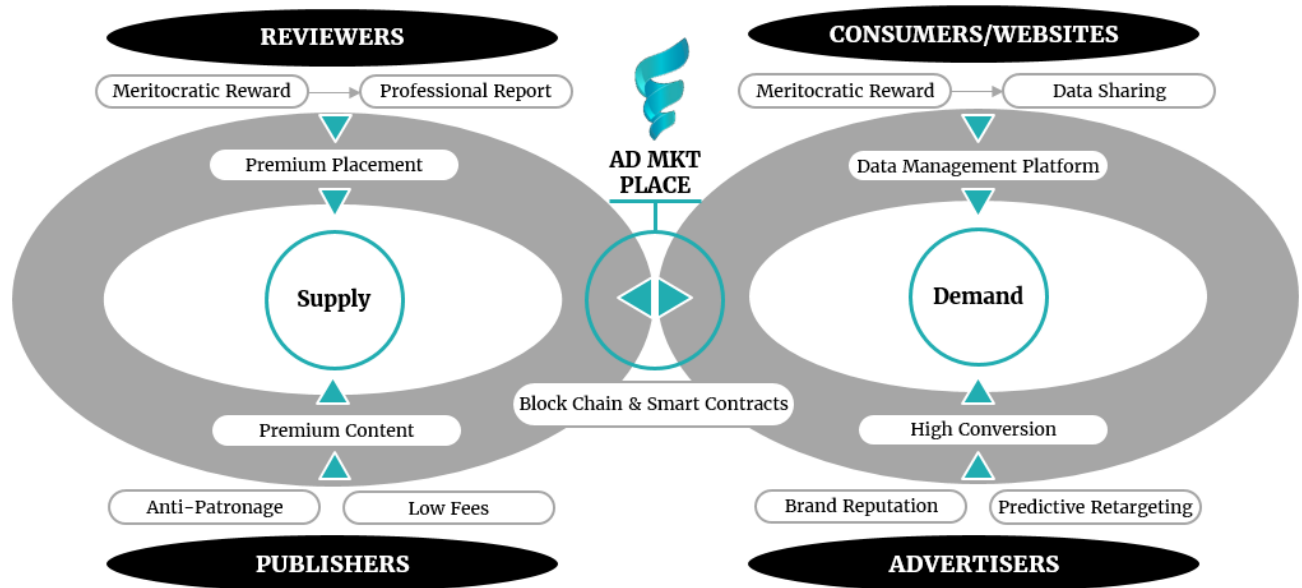 REVIEWERS
CONSUMERS/WEBSITES
Meritocratic Reward
Professional Report
Meritocratic Reward
Data Sharing
AD MKT
PLACE
Premium Placement
Data Management Platform
Supply
Demand
Block Chain & Smart Contracts
Premium Content
High Conversion
Anti-Patronage
Low Fees
Brand Reputation
Predictive Retargeting
PUBLISHERS
ADVERTISERS